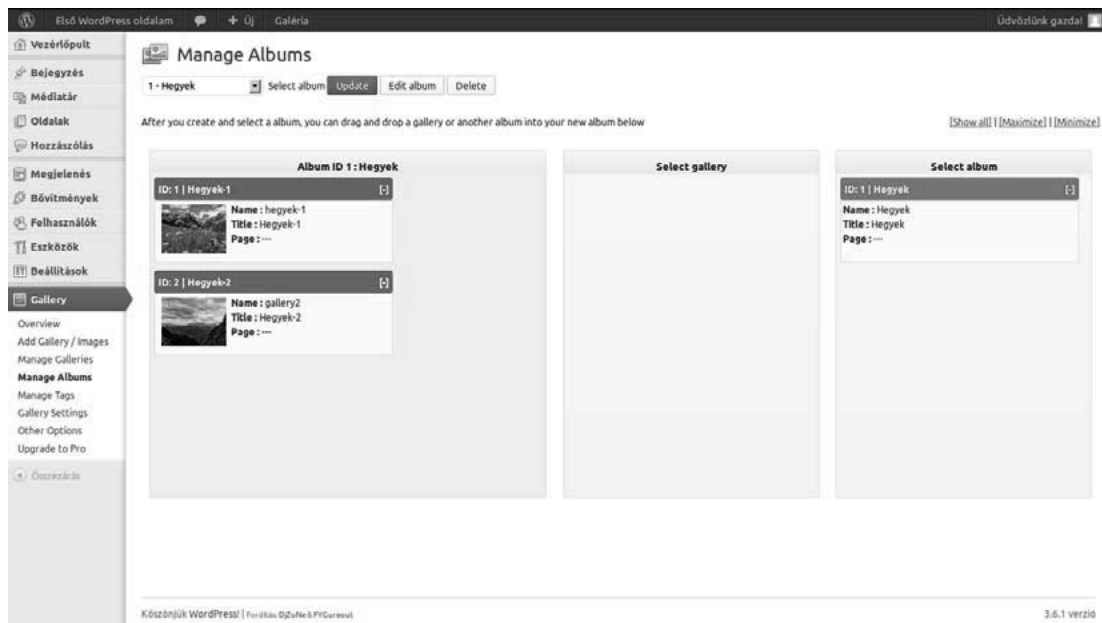 Első WordPress oldalam + Új Galéria Üdvözlünk gazda!
Vezérlőpult
Bejegyzés
Médiatár
Oldalak
Hozzászólás
Megjelenés
Bővítmények
Felhasználók
Eszközök
Beállítások
Gallery
Overview
Add Gallery / Images
Manage Galleries
Manage Albums
Manage Tags
Gallery Settings
Other Options
Upgrade to Pro
Összezárás
Manage Albums
1 - Hegyek Select album Update Edit album Delete
After you create and select a album, you can drag and drop a gallery or another album into your new album below [Show all] | [Maximize] | [Minimize]
Album ID 1 : Hegyek
ID: 1 | Hegyek-1 [-]
Name : hegyek-1
Title : Hegyek-1
Page : ---
ID: 2 | Hegyek-2 [-]
Name : gallery2
Title : Hegyek-2
Page : ---
Select gallery
Select album
ID: 1 | Hegyek [-]
Name : Hegyek
Title : Hegyek
Page : ---
Köszönjük WordPress! | Fordítás: DjZoNe & FYGureout 3.6.1 verzió